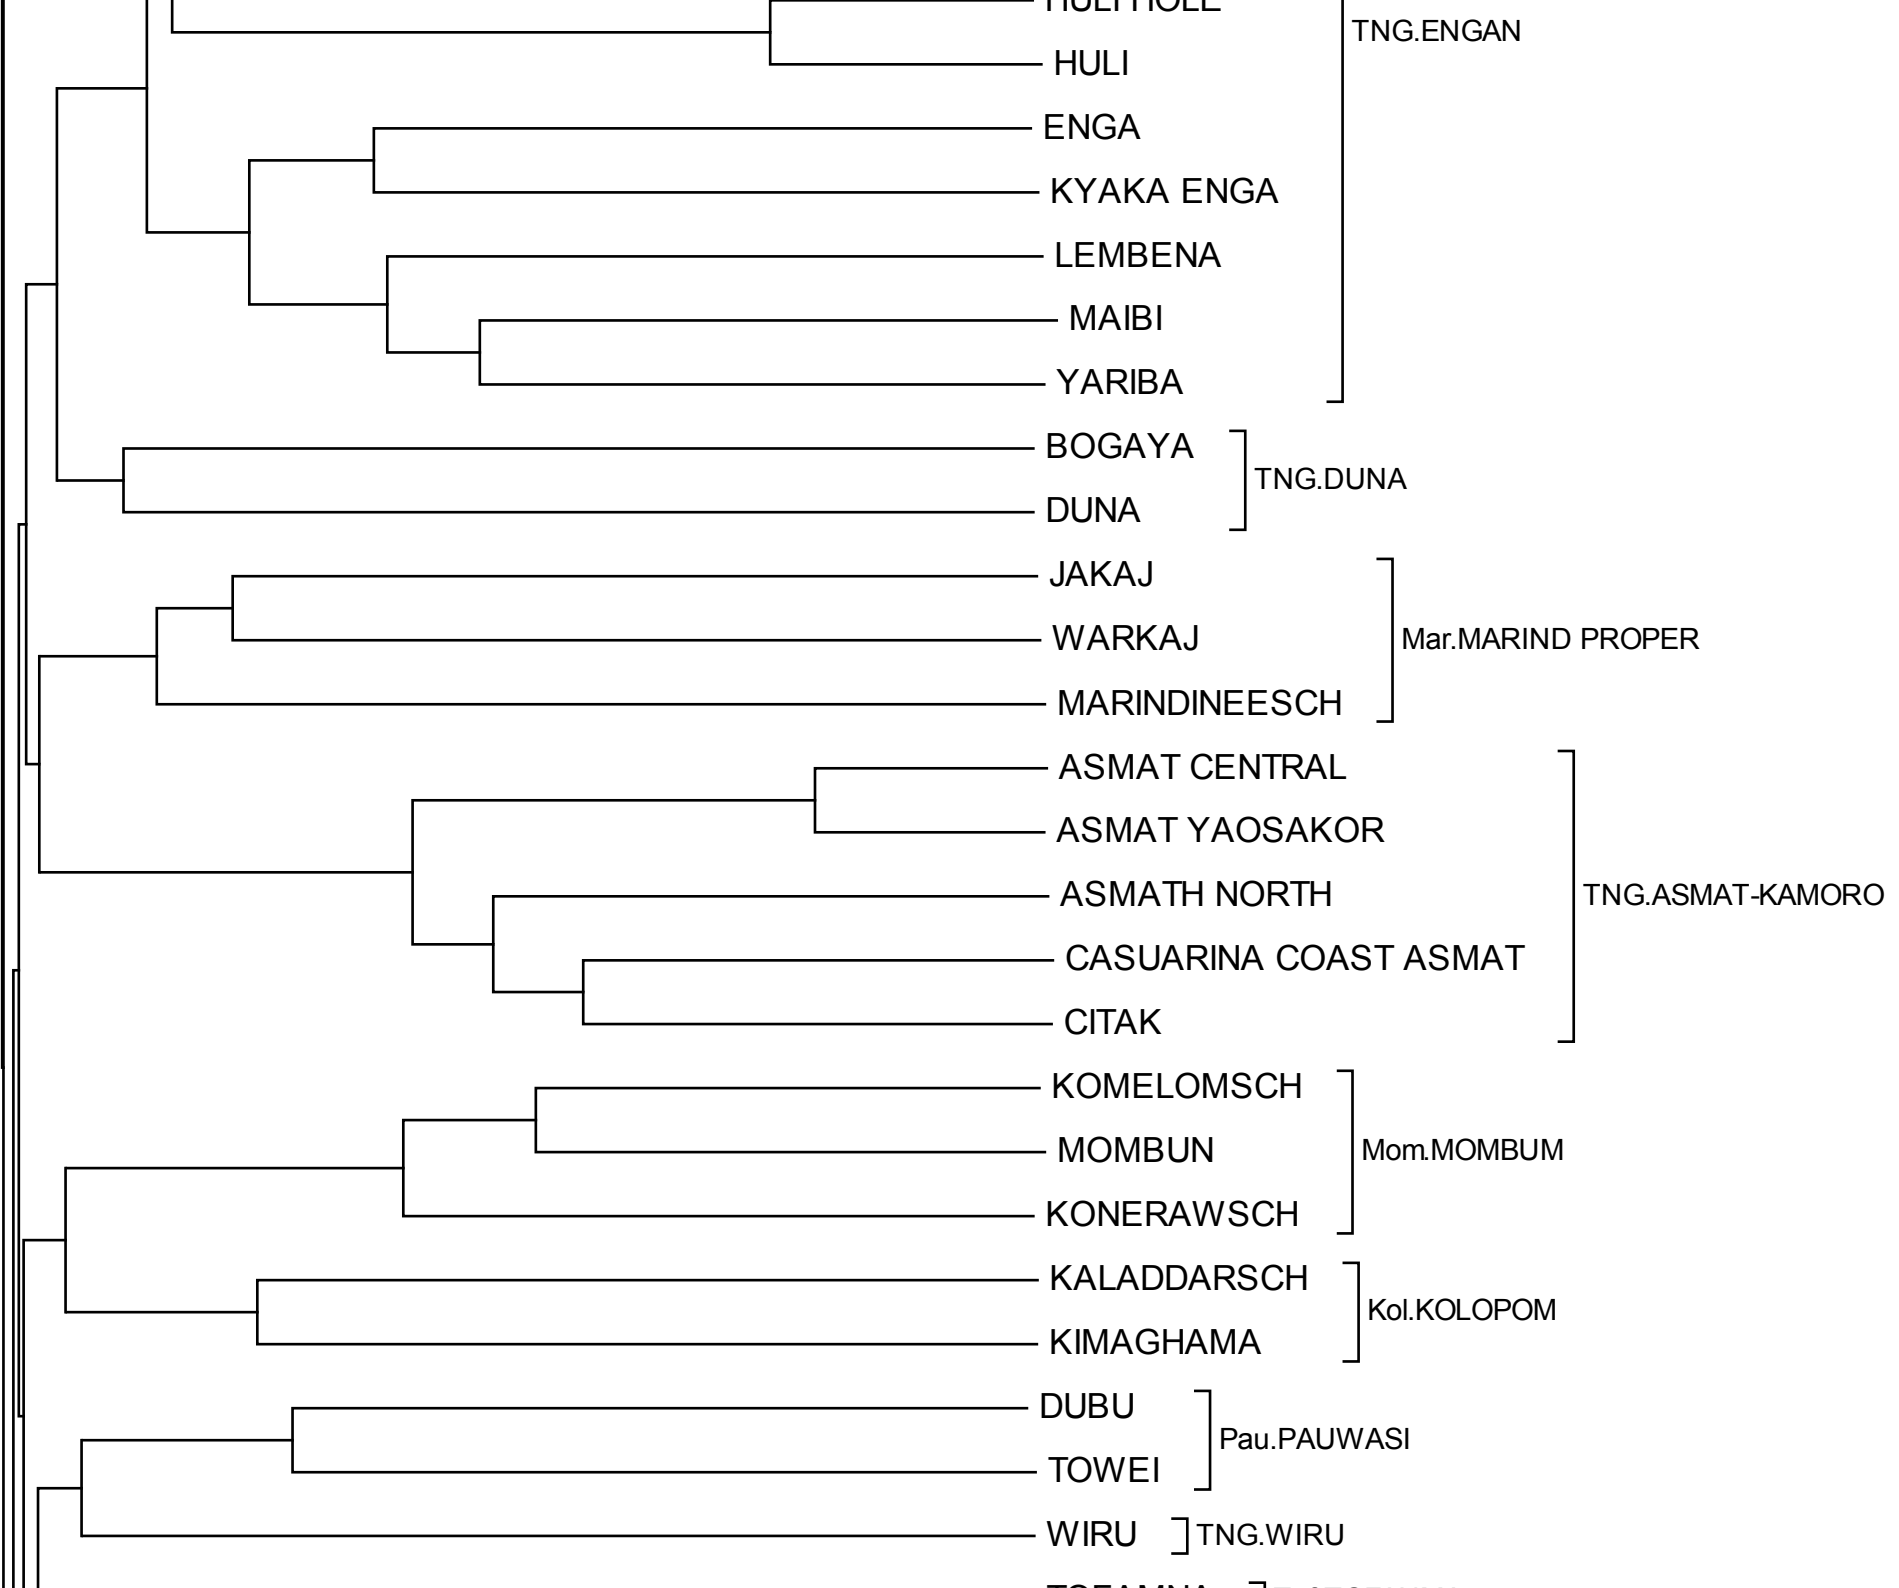 HULI HOLE
TNG.ENGAN
HULI
ENGA
KYAKA ENGA
LEMBENA
MAIBI
YARIBA
BOGAYA
TNG.DUNA
DUNA
JAKAJ
WARKAJ
Mar.MARIND PROPER
MARINDINEESCH
ASMAT CENTRAL
ASMAT YAOSAKOR
ASMATH NORTH
TNG.ASMAT-KAMORO
CASUARINA COAST ASMAT
CITAK
KOMELOMSCH
MOMBUN
Mom.MOMBUM
KONERAWSCH
KALADDARSCH
Kol.KOLOPOM
KIMAGHAMA
DUBU
Pau.PAUWASI
TOWEI
WIRU
TNG.WIRU